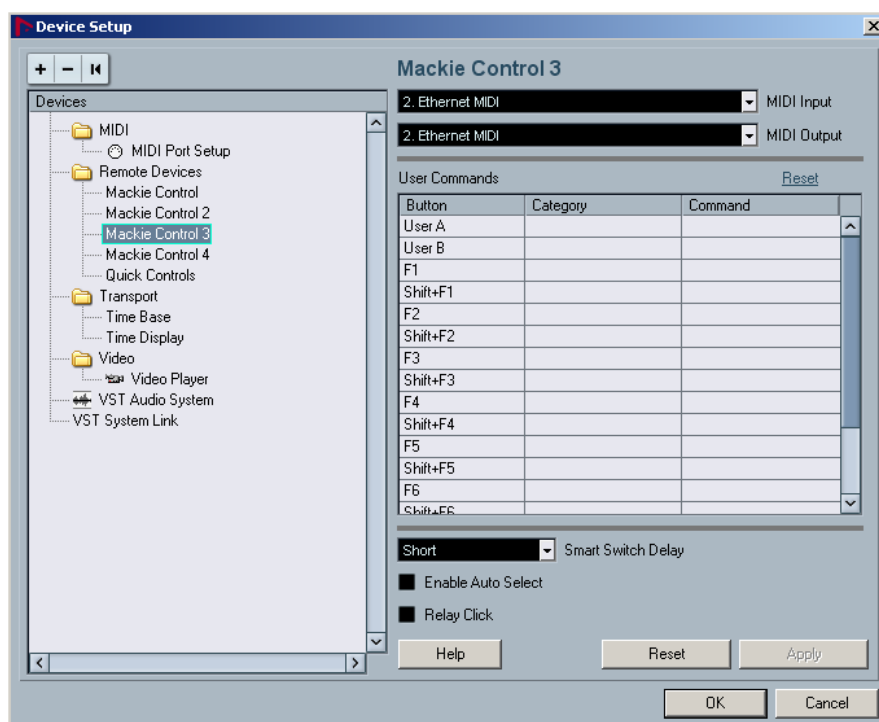 Device Setup
Mackie Control 3
Devices
MIDI
MIDI Port Setup
Remote Devices
Mackie Control
Mackie Control 2
Mackie Control 3
Mackie Control 4
Quick Controls
Transport
Time Base
Time Display
Video
Video Player
VST Audio System
VST System Link
2. Ethernet MIDI MIDI Input
2. Ethernet MIDI MIDI Output
User Commands Reset
Button Category Command
User A
User B
F1
Shift+F1
F2
Shift+F2
F3
Shift+F3
F4
Shift+F4
F5
Shift+F5
F6
Shift+F6
Short Smart Switch Delay
Enable Auto Select
Relay Click
Help Reset Apply
OK Cancel